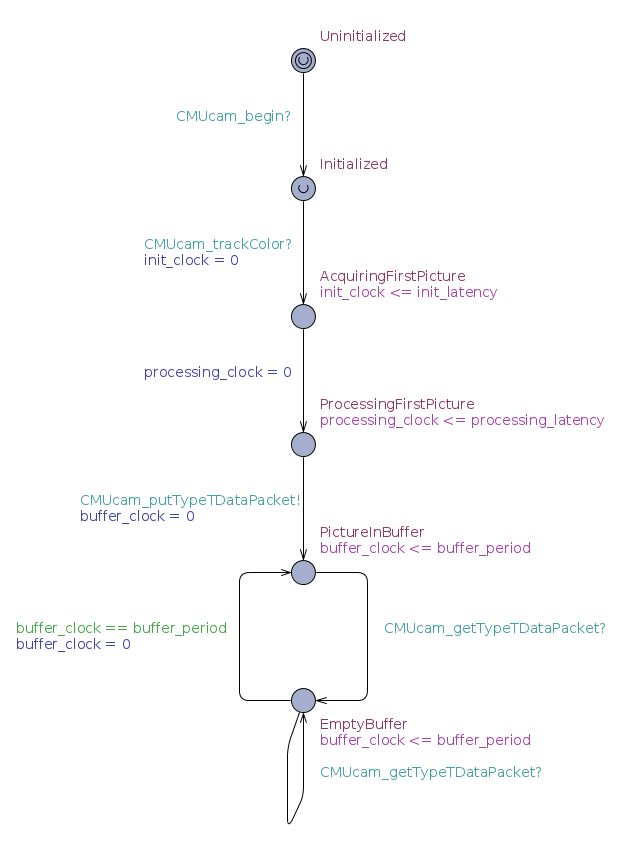 Uninitialized
CMUcam_begin?
Initialized
CMUcam_trackColor?
init_clock = 0
AcquiringFirstPicture
init_clock <= init_latency
processing_clock = 0
ProcessingFirstPicture
processing_clock <= processing_latency
CMUcam_putTypeTDataPacket!
buffer_clock = 0
PictureInBuffer
buffer_clock <= buffer_period
buffer_clock == buffer_period
buffer_clock = 0
CMUcam_getTypeTDataPacket?
EmptyBuffer
buffer_clock <= buffer_period
CMUcam_getTypeTDataPacket?